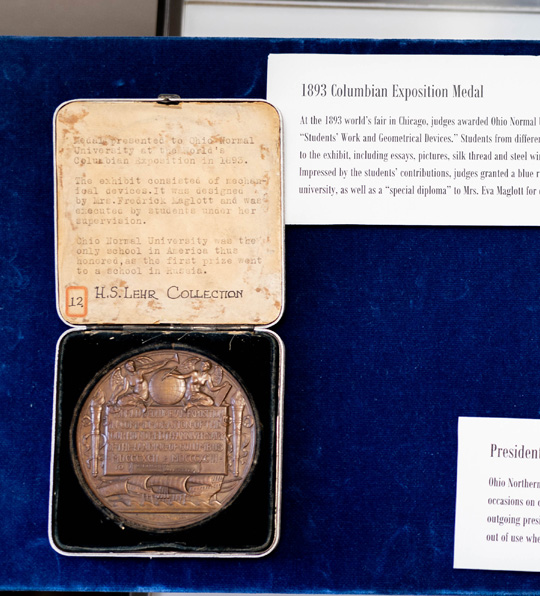 Medal presented to Ohio Normal
University at the World's
Columbian Exposition in 1893.
The exhibit consisted of mechan-
ical devices.It was designed
by Mrs.Fredrick Maglott and was
executed by students under her
supervision.
Ohio Normal University was the
only school in America thus
honored,as the first prize went
to a school in Russia.
12
H.S.LEHR COLLECTION
1893 Columbian Exposition Medal
At the 1893 world's fair in Chicago, judges awarded Ohio Normal
"Students' Work and Geometrical Devices." Students from
to the exhibit, including essays, pictures, silk thread and steel
Impressed by the students' contributions, judges granted a blue
university, as well as a "special diploma" to Mrs. Eva Maglott for
President
Ohio Northern
occasions on
outgoing
out of use